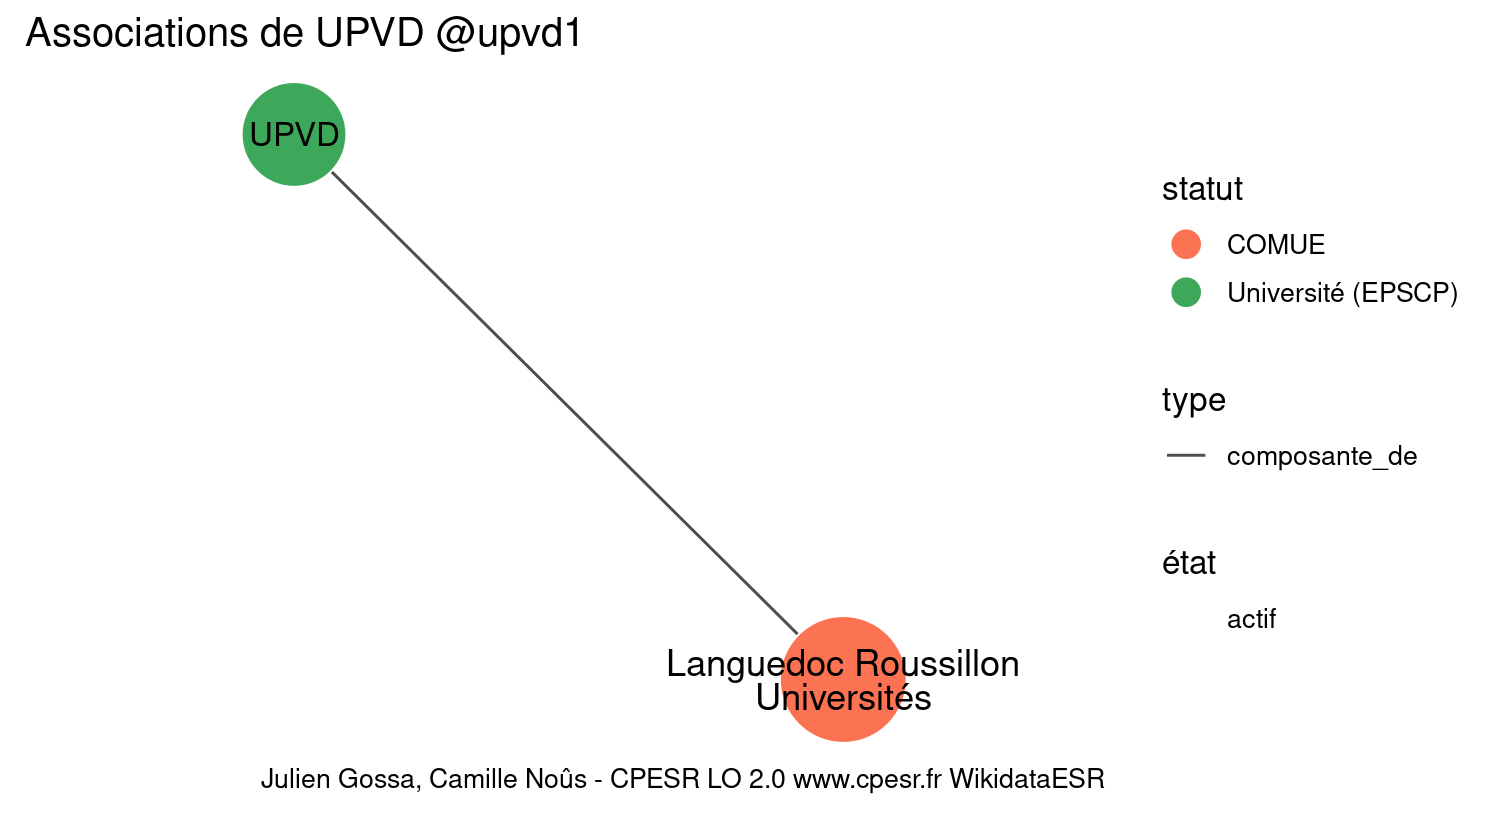 Associations de UPVD @upvd1
UPVD
Languedoc Roussillon
Universités
statut
COMUE
Université (EPSCP)
type
composante_de
état
actif
Julien Gossa, Camille Noûs - CPESR LO 2.0 www.cpesr.fr WikidataESR